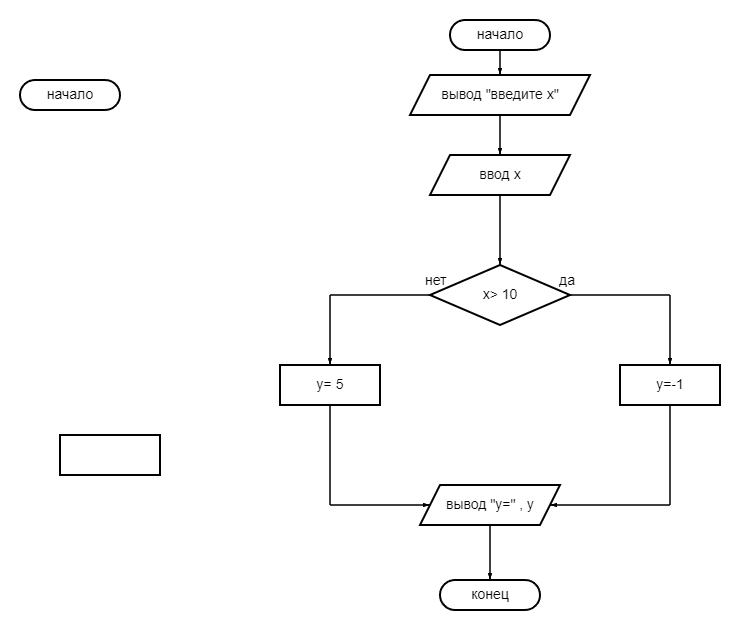 начало
начало
вывод "введите x"
ввод x
нет
да
x> 10
y= 5
y=-1
вывод "y=" , y
конец